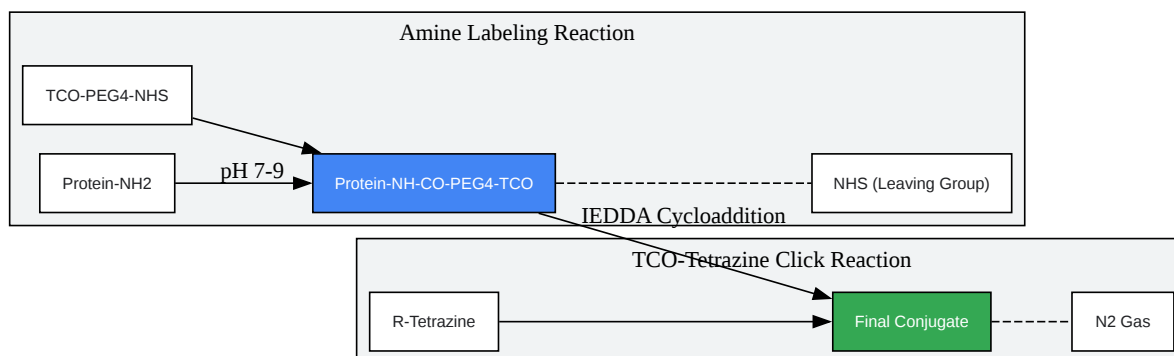 Amine Labeling Reaction
TCO-PEG4-NHS
Protein-NH2
pH 7-9
Protein-NH-CO-PEG4-TCO
NHS (Leaving Group)
IEDDA Cycloaddition
TCO-Tetrazine Click Reaction
R-Tetrazine
Final Conjugate
N2 Gas